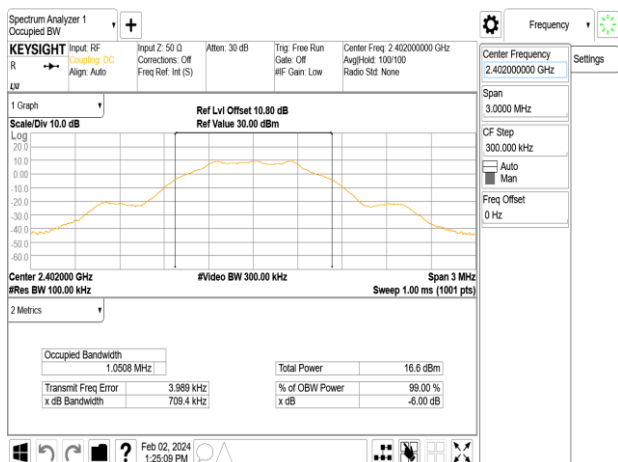 Spectrum Analyzer 1
Occupied BW
Frequency
KEYSIGHT
R
LXI
Input: RF
Coupling: DC
Align: Auto
Input Z: 50 Ω
Corrections: Off
Freq Ref: Int (S)
Atten: 30 dB
Trig: Free Run
Gate: Off
#IF Gain: Low
Center Freq: 2.402000000 GHz
Avg|Hold: 100/100
Radio Std: None
Center Frequency
2.402000000 GHz
Settings
Span
3.0000 MHz
CF Step
300.000 kHz
Auto
Man
Freq Offset
0 Hz
1 Graph
Scale/Div 10.0 dB
Ref Lvl Offset 10.80 dB
Ref Value 30.00 dBm
Log
20.0
10.0
0.00
-10.0
-20.0
-30.0
-40.0
-50.0
-60.0
Center 2.402000 GHz
#Res BW 100.00 kHz
#Video BW 300.00 kHz
Span 3 MHz
Sweep 1.00 ms (1001 pts)
2 Metrics
Occupied Bandwidth
1.0508 MHz
Transmit Freq Error 3.989 kHz
x dB Bandwidth 709.4 kHz
Total Power 16.6 dBm
% of OBW Power 99.00 %
x dB -6.00 dB
?
Feb 02, 2024
1:25:09 PM